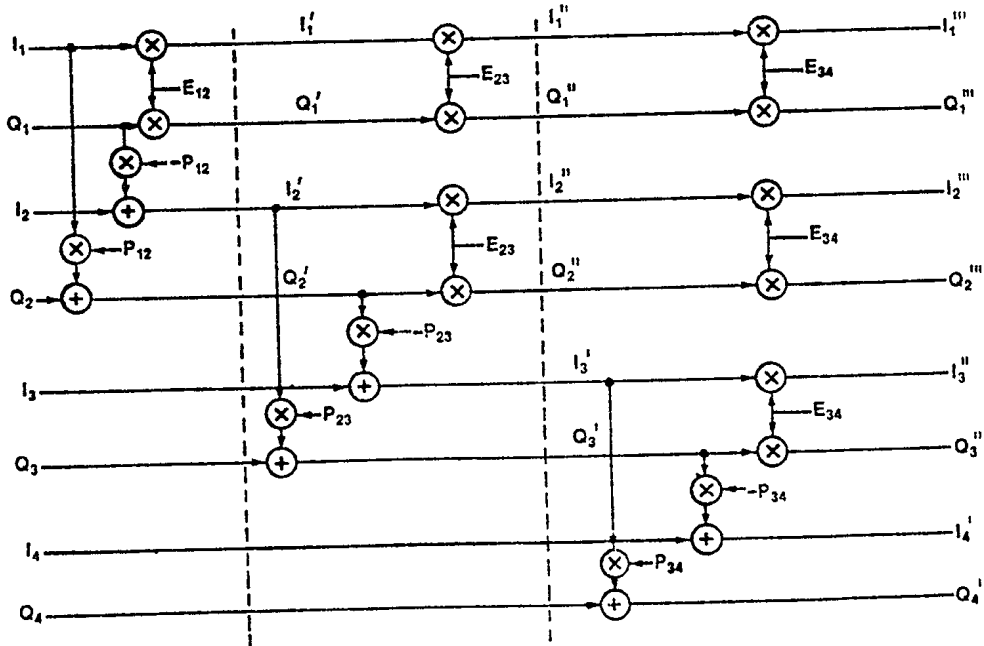 I₁ I₁' I₁'' I₁'''
E₁₂ E₂₃ E₃₄
Q₁ Q₁' Q₁'' Q₁'''
-P₁₂
I₂ I₂' I₂'' I₂'''
P₁₂ E₂₃ E₃₄
Q₂ Q₂' Q₂'' Q₂'''
-P₂₃
I₃ I₃' I₃''
P₂₃ E₃₄
Q₃ Q₃' Q₃''
-P₃₄
I₄ I₄'
P₃₄
Q₄ Q₄'